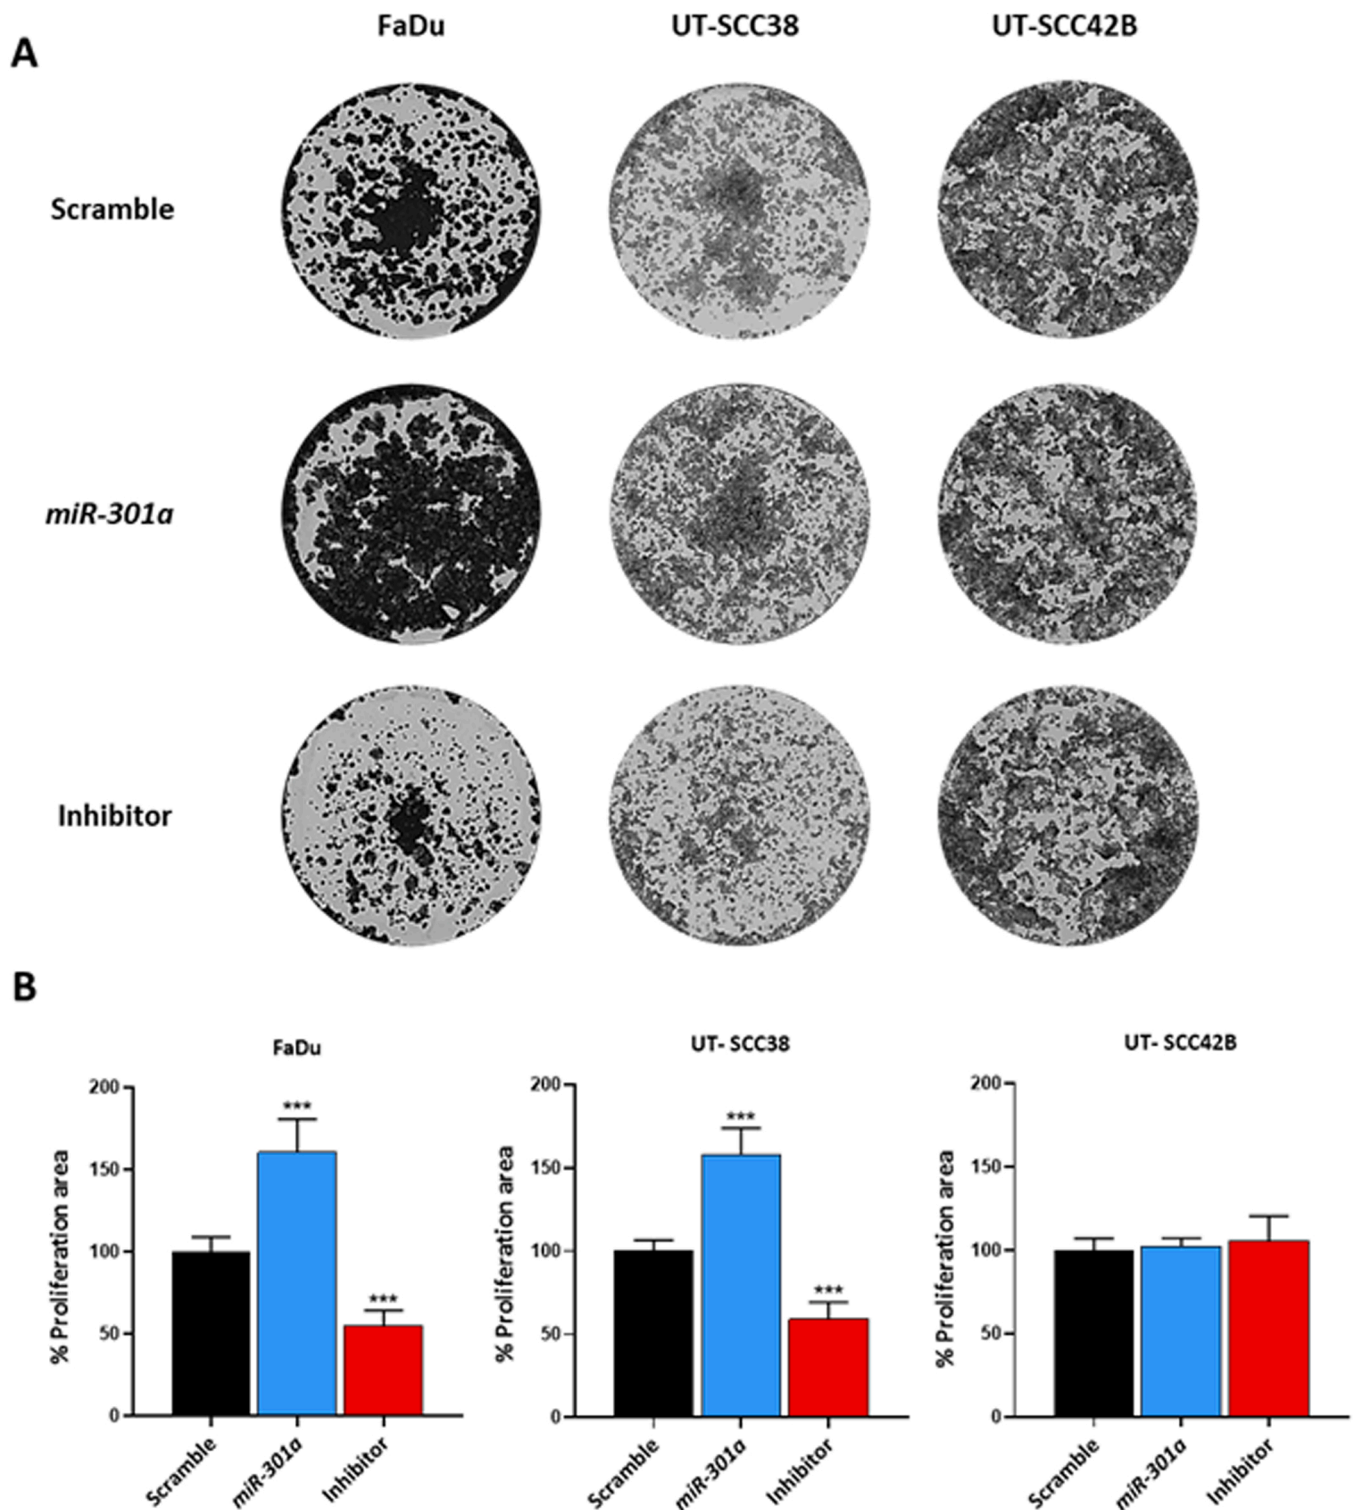 A
FaDu UT-SCC38 UT-SCC42B
Scramble
miR-301a
Inhibitor
B
FaDu
% Proliferation area
200
150
100
50
0
***
***
Scramble
miR-301a
Inhibitor
UT- SCC38
% Proliferation area
200
150
100
50
0
***
***
Scramble
miR-301a
Inhibitor
UT- SCC42B
% Proliferation area
200
150
100
50
0
Scramble
miR-301a
Inhibitor